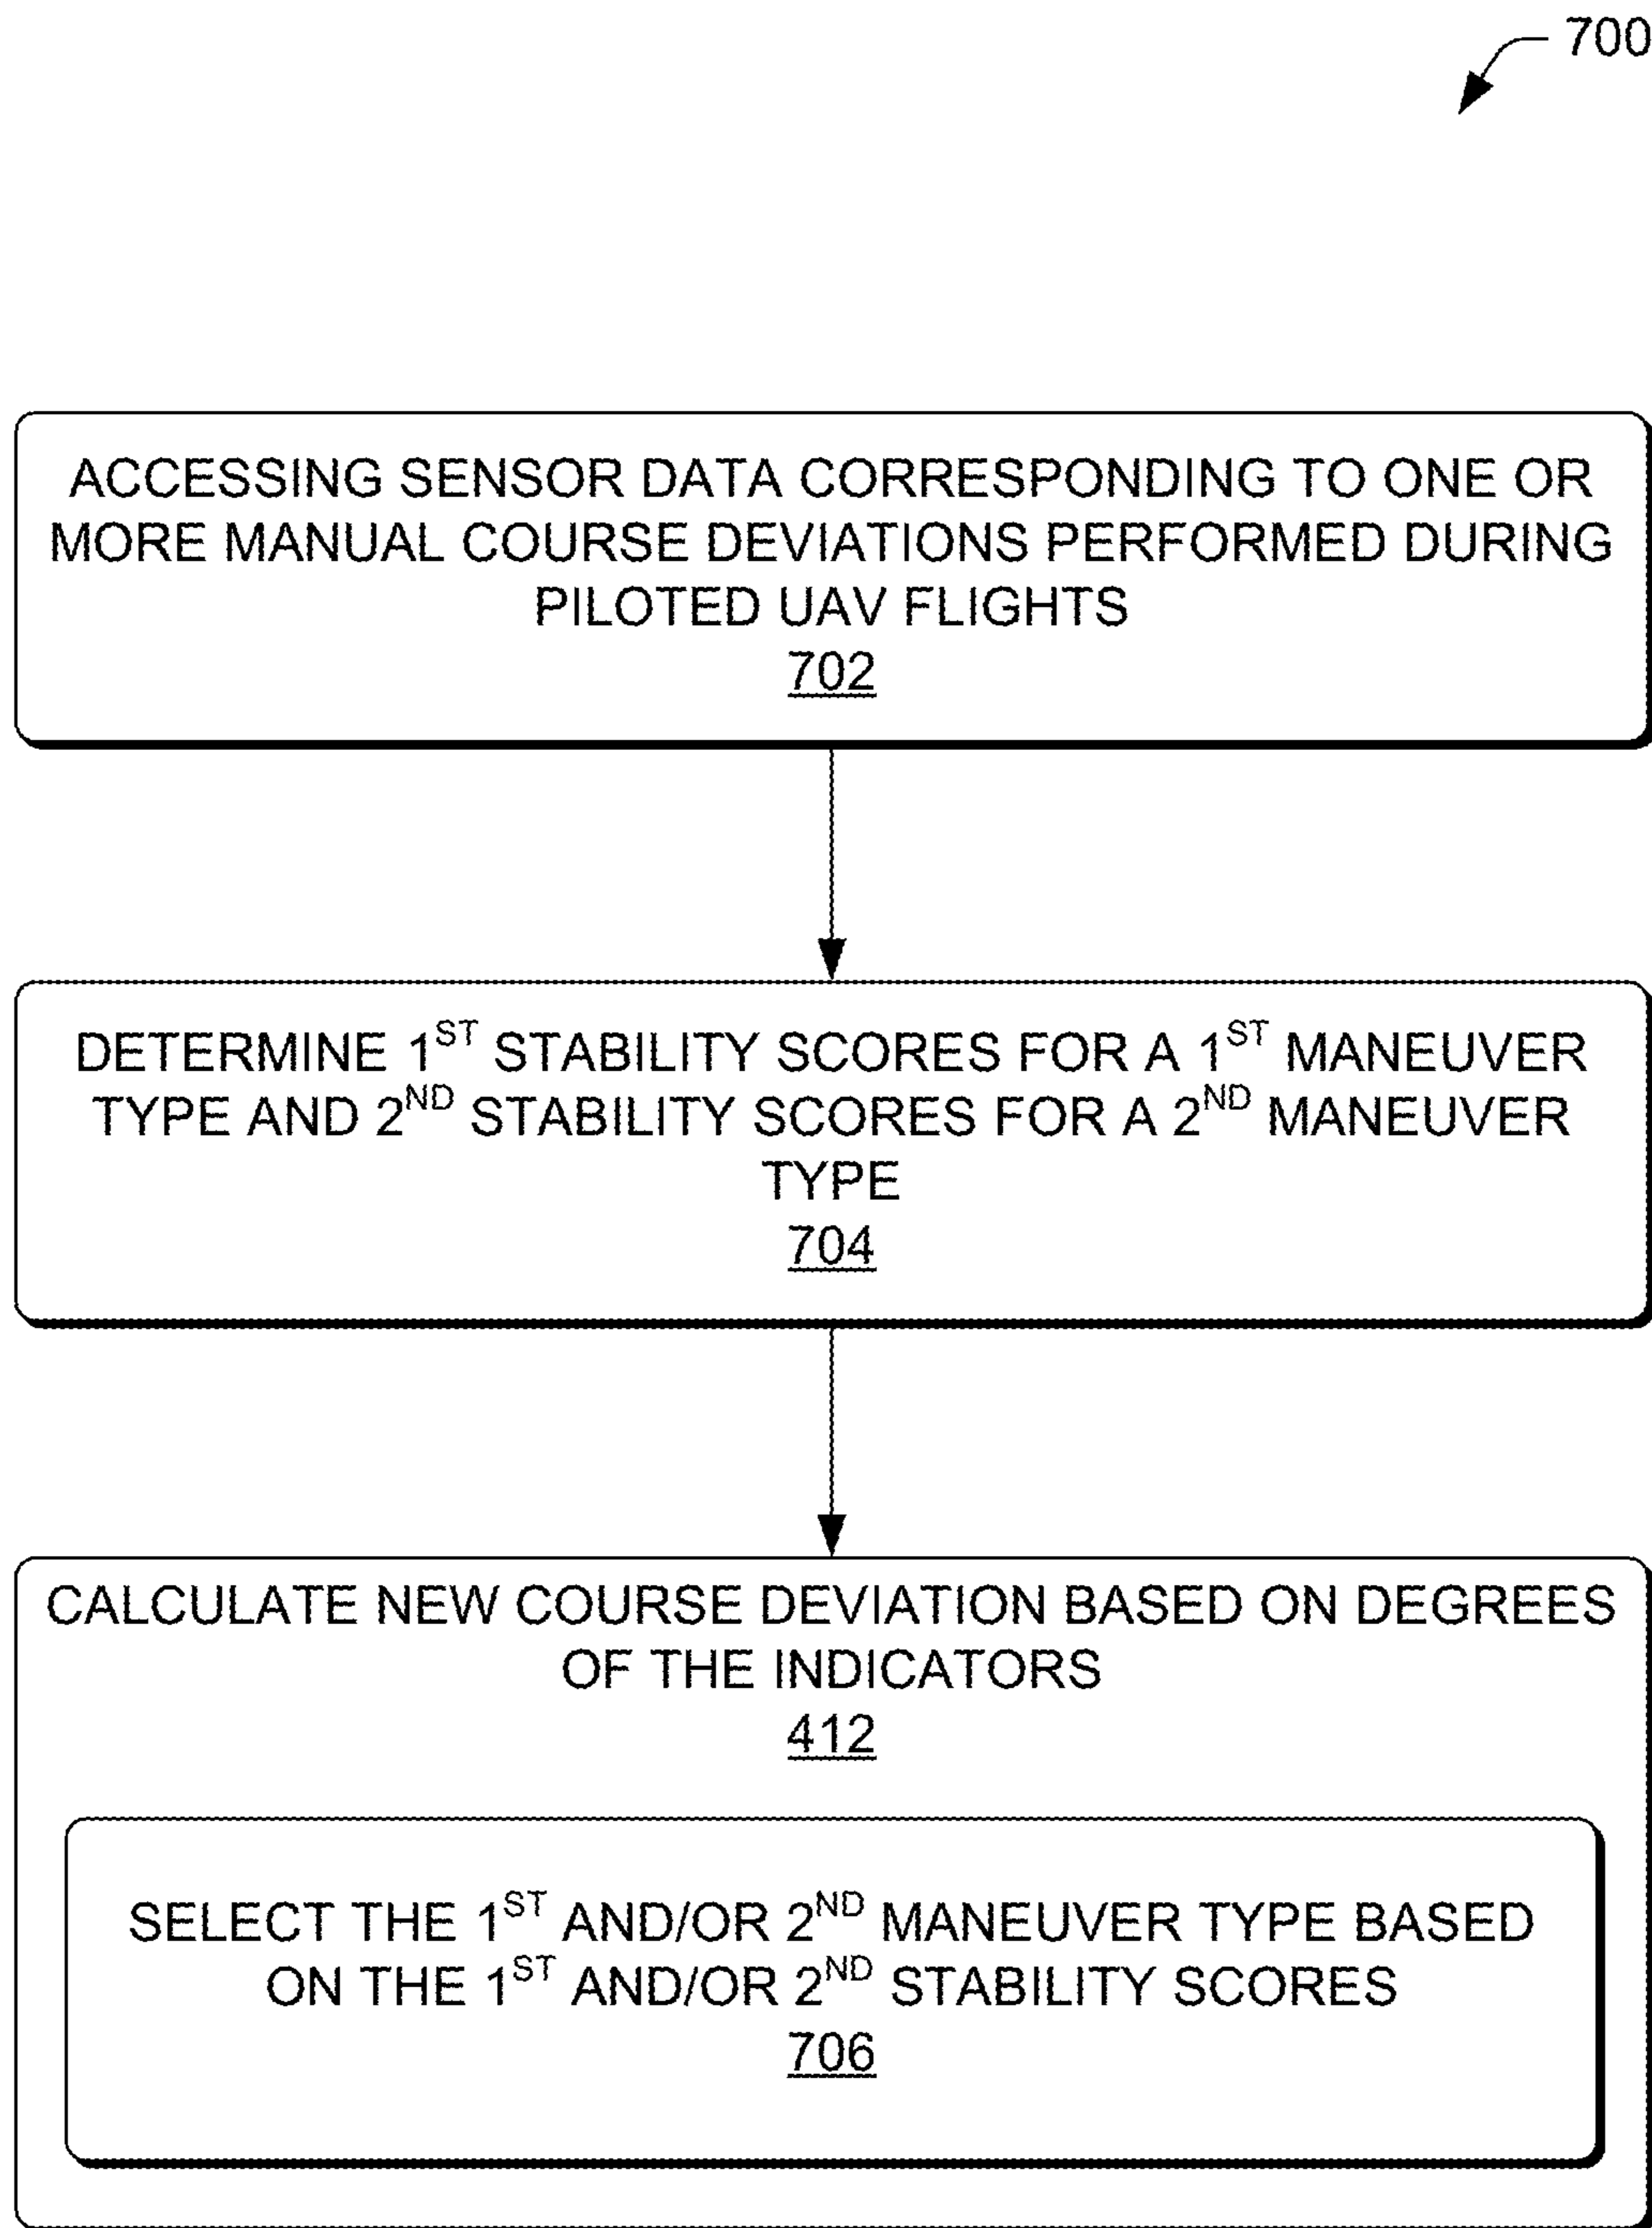 700
ACCESSING SENSOR DATA CORRESPONDING TO ONE OR
MORE MANUAL COURSE DEVIATIONS PERFORMED DURING
PILOTED UAV FLIGHTS
702
DETERMINE 1ST STABILITY SCORES FOR A 1ST MANEUVER
TYPE AND 2ND STABILITY SCORES FOR A 2ND MANEUVER
TYPE
704
CALCULATE NEW COURSE DEVIATION BASED ON DEGREES
OF THE INDICATORS
412
SELECT THE 1ST AND/OR 2ND MANEUVER TYPE BASED
ON THE 1ST AND/OR 2ND STABILITY SCORES
706